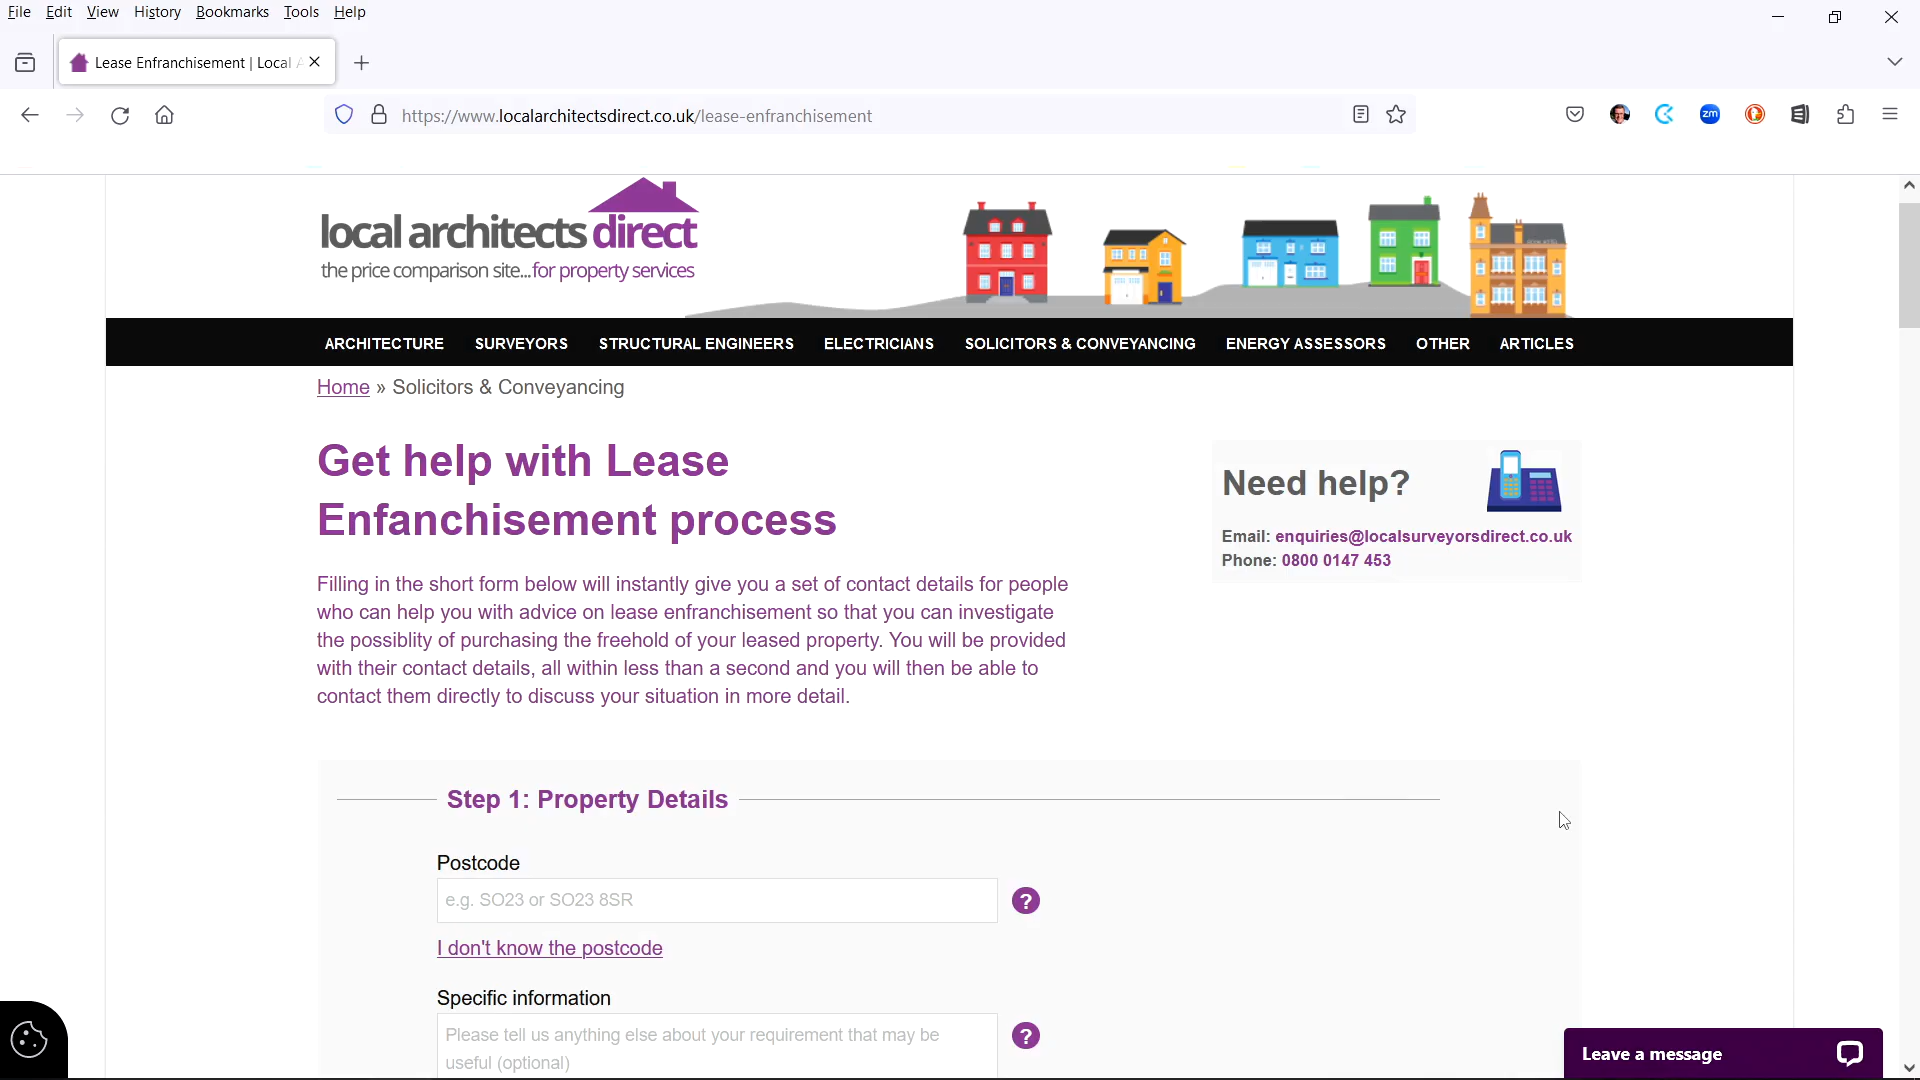 File Edit View History Bookmarks Tools Help
Lease Enfranchisement | Local
https://www.localarchitectsdirect.co.uk/lease-enfranchisement
zm
local architects direct
the price comparison site...for property services
ARCHITECTURE SURVEYORS STRUCTURAL ENGINEERS ELECTRICIANS SOLICITORS & CONVEYANCING ENERGY ASSESSORS OTHER ARTICLES
Home » Solicitors & Conveyancing
Get help with Lease
Enfanchisement process
Need help?
Email: enquiries@localsurveyorsdirect.co.uk
Phone: 0800 0147 453
Filling in the short form below will instantly give you a set of contact details for people
who can help you with advice on lease enfranchisement so that you can investigate
the possiblity of purchasing the freehold of your leased property. You will be provided
with their contact details, all within less than a second and you will then be able to
contact them directly to discuss your situation in more detail.
Step 1: Property Details
Postcode
e.g. SO23 or SO23 8SR
?
I don't know the postcode
Specific information
Please tell us anything else about your requirement that may be
useful (optional)
?
Leave a message